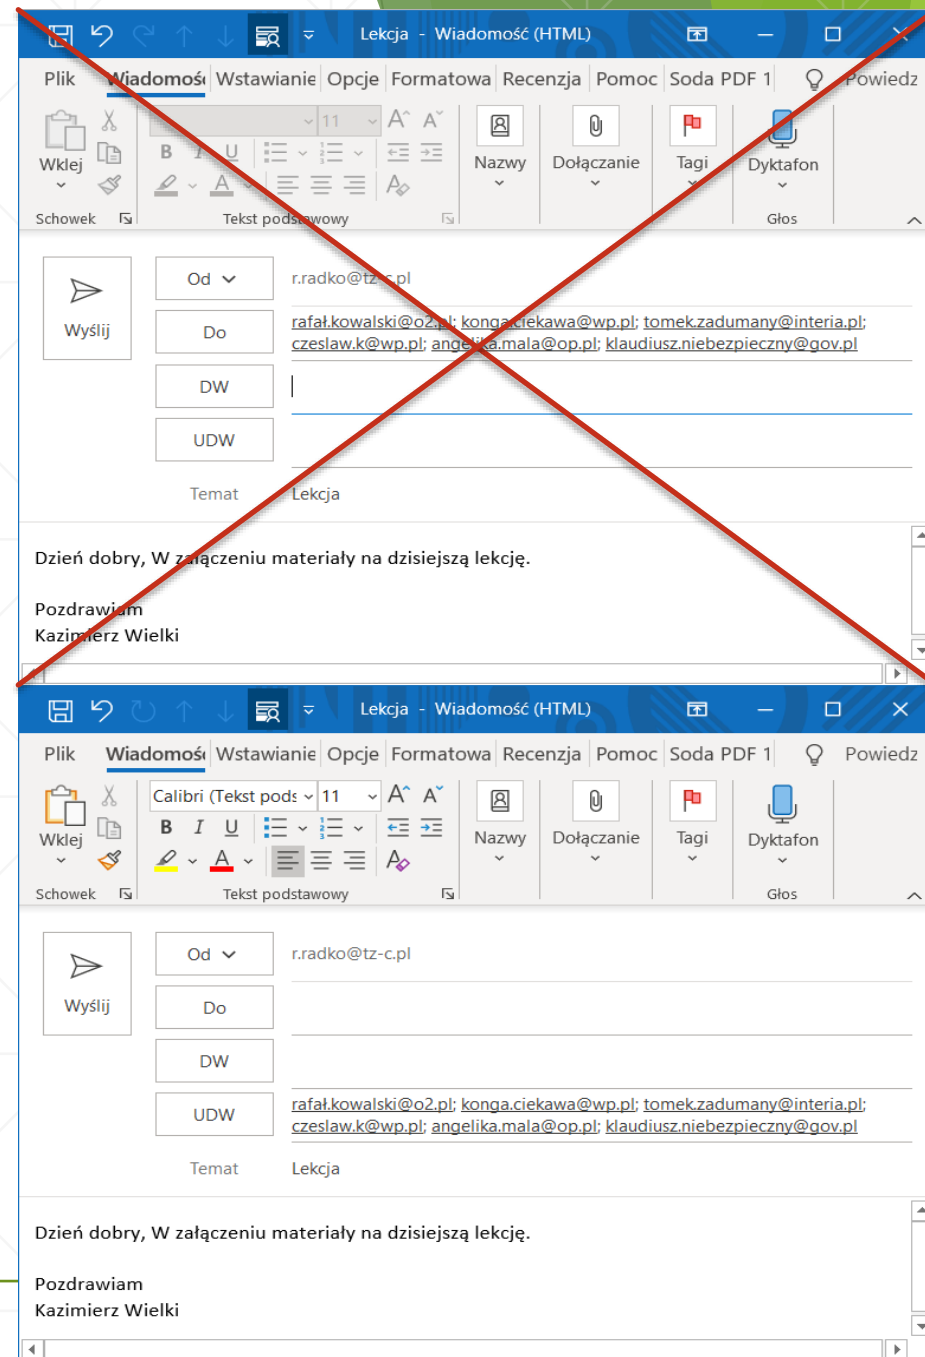 Lekcja - Wiadomość (HTML)
Plik Wiadomość Wstawianie Opcje Formatowa Recenzja Pomoc Soda PDF 1 Powiedz
11 A A
Wklej B I U Nazwy Dołączanie Tagi Dyktafon
A A
Schowek Tekst podstawowy Głos
Od r.radko@tz-c.pl
Wyślij Do rafał.kowalski@o2.pl; konga.ciekawa@wp.pl; tomek.zadumany@interia.pl;
czeslaw.k@wp.pl; angelika.mala@op.pl; klaudiusz.niebezpieczny@gov.pl
DW
UDW
Temat Lekcja
Dzień dobry, W załączeniu materiały na dzisiejszą lekcję.
Pozdrawiam
Kazimierz Wielki
Lekcja - Wiadomość (HTML)
Plik Wiadomość Wstawianie Opcje Formatowa Recenzja Pomoc Soda PDF 1 Powiedz
Calibri (Tekst pods 11 A A
Wklej B I U Nazwy Dołączanie Tagi Dyktafon
A A
Schowek Tekst podstawowy Głos
Od r.radko@tz-c.pl
Wyślij Do
DW
UDW rafał.kowalski@o2.pl; konga.ciekawa@wp.pl; tomek.zadumany@interia.pl;
czeslaw.k@wp.pl; angelika.mala@op.pl; klaudiusz.niebezpieczny@gov.pl
Temat Lekcja
Dzień dobry, W załączeniu materiały na dzisiejszą lekcję.
Pozdrawiam
Kazimierz Wielki